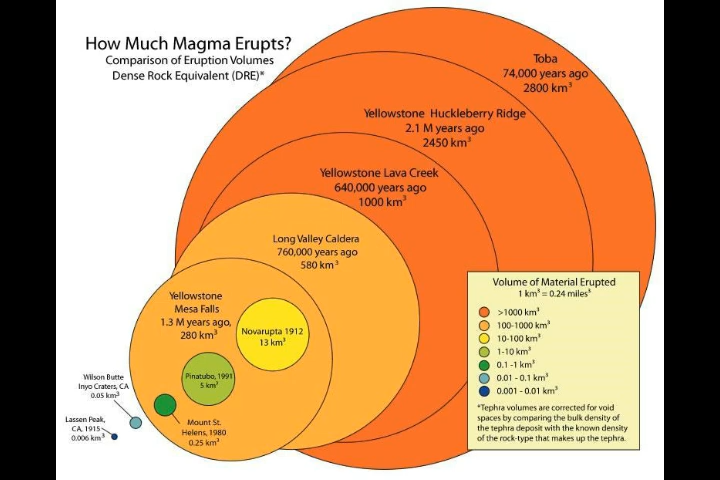 How Much Magma Erupts?
Comparison of Eruption Volumes
Dense Rock Equivalent (DRE)*
Toba
74,000 years ago
2800 km³
Yellowstone Huckleberry Ridge
2.1 M years ago
2450 km³
Yellowstone Lava Creek
640,000 years ago
1000 km³
Long Valley Caldera
760,000 years ago
580 km³
Yellowstone
Mesa Falls
1.3 M years ago,
280 km³
Novarupta 1912
13 km³
Pinatubo, 1991
5 km³
Wilson Butte
Inyo Craters, CA
0.05 km³
Lassen Peak,
CA, 1915
0.006 km³
Mount St.
Helens, 1980
0.25 km³
Volume of Material Erupted
1 km³ = 0.24 miles³
>1000 km³
100-1000 km³
10-100 km³
1-10 km³
0.1 -1 km³
0.01 - 0.1 km³
0.001 - 0.01 km³
*Tephra volumes are corrected for void
spaces by comparing the bulk density of
the tephra deposit with the known density
of the rock-type that makes up the tephra.